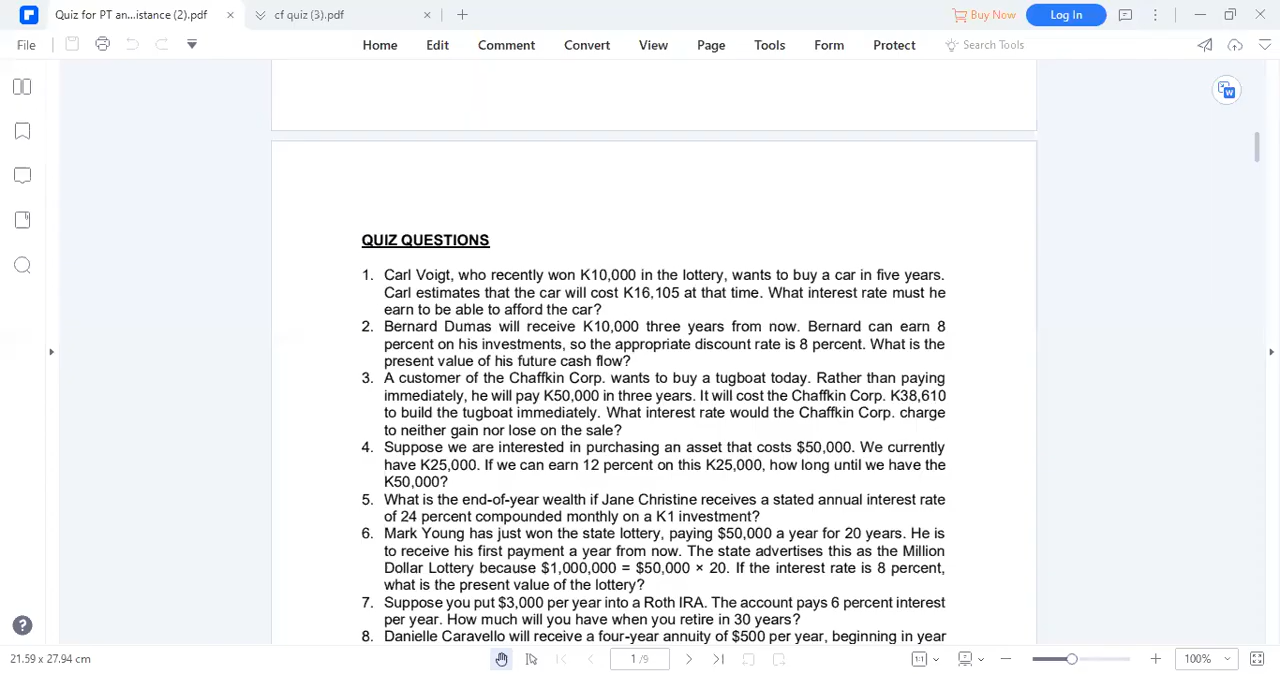 Quiz for PT an...istance (2).pdf
cf quiz (3).pdf
Buy Now
Log In
File
Home
Edit
Comment
Convert
View
Page
Tools
Form
Protect
Search Tools
QUIZ QUESTIONS
1. Carl Voigt, who recently won K10,000 in the lottery, wants to buy a car in five years.
Carl estimates that the car will cost K16,105 at that time. What interest rate must he
earn to be able to afford the car?
2. Bernard Dumas will receive K10,000 three years from now. Bernard can earn 8
percent on his investments, so the appropriate discount rate is 8 percent. What is the
present value of his future cash flow?
3. A customer of the Chaffkin Corp. wants to buy a tugboat today. Rather than paying
immediately, he will pay K50,000 in three years. It will cost the Chaffkin Corp. K38,610
to build the tugboat immediately. What interest rate would the Chaffkin Corp. charge
to neither gain nor lose on the sale?
4. Suppose we are interested in purchasing an asset that costs $50,000. We currently
have K25,000. If we can earn 12 percent on this K25,000, how long until we have the
K50,000?
5. What is the end-of-year wealth if Jane Christine receives a stated annual interest rate
of 24 percent compounded monthly on a K1 investment?
6. Mark Young has just won the state lottery, paying $50,000 a year for 20 years. He is
to receive his first payment a year from now. The state advertises this as the Million
Dollar Lottery because $1,000,000 = $50,000 × 20. If the interest rate is 8 percent,
what is the present value of the lottery?
7. Suppose you put $3,000 per year into a Roth IRA. The account pays 6 percent interest
per year. How much will you have when you retire in 30 years?
8. Danielle Caravello will receive a four-year annuity of $500 per year, beginning in year
21.59 x 27.94 cm
1 /9
100%